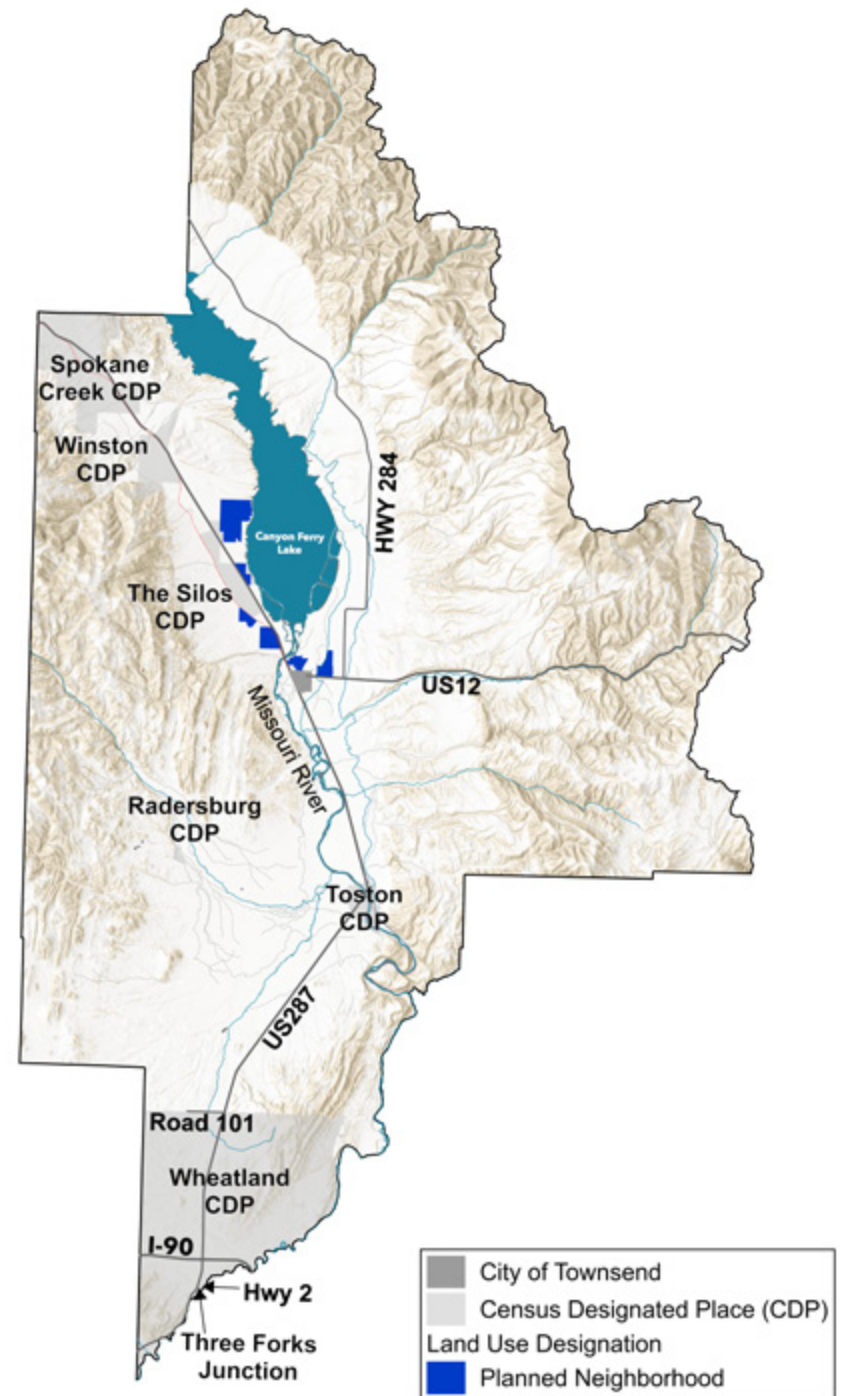 Spokane
Creek CDP
Winston
CDP
HWY 284
Canyon Ferry
Lake
The Silos
CDP
US12
Missouri River
Radersburg
CDP
Toston
CDP
US287
Road 101
Wheatland
CDP
I-90
Hwy 2
Three Forks
Junction
City of Townsend
Census Designated Place (CDP)
Land Use Designation
Planned Neighborhood